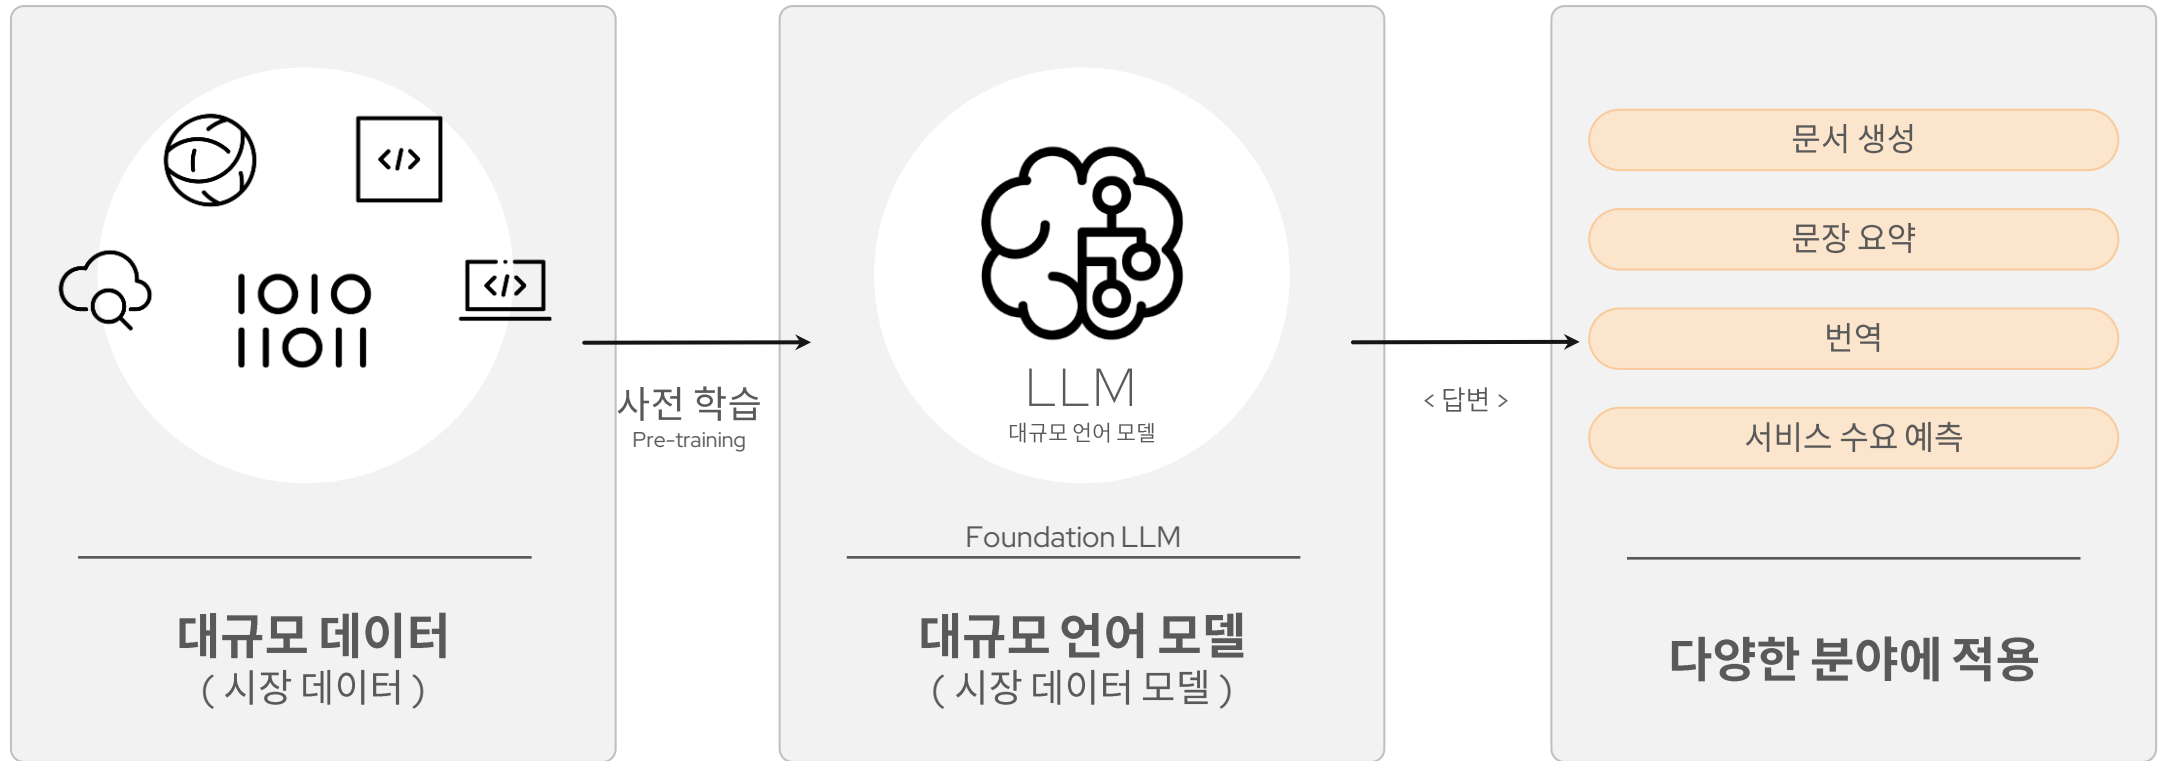 </>
</>
1010
11011
대규모 데이터
( 시장 데이터 )
사전 학습
Pre-training
LLM
대규모 언어 모델
Foundation LLM
대규모 언어 모델
( 시장 데이터 모델 )
< 답변 >
문서 생성
문장 요약
번역
서비스 수요 예측
다양한 분야에 적용